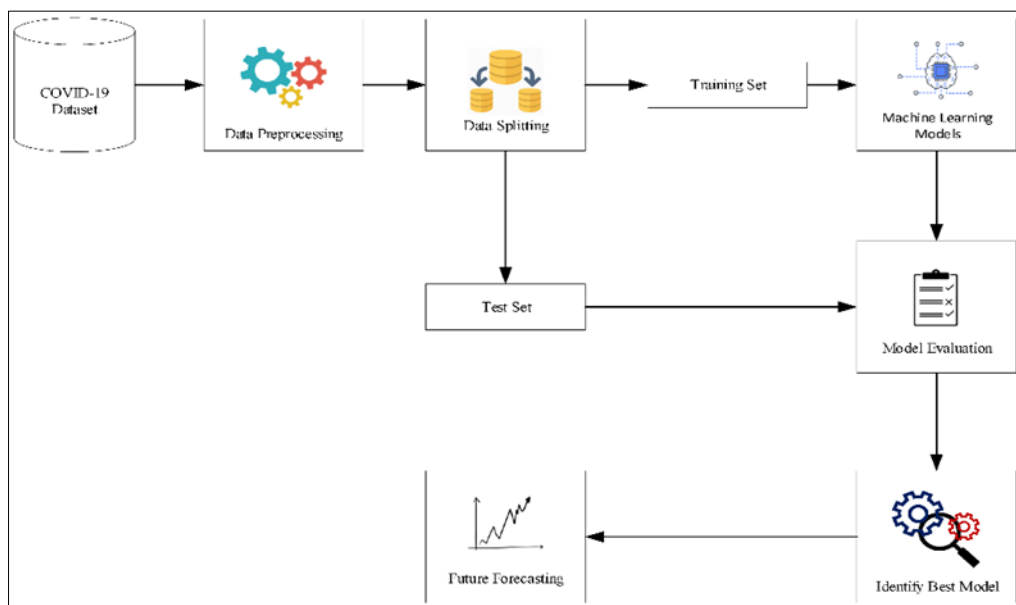 COVID-19
Dataset
Data Preprocessing
Data Splitting
Training Set
Machine Learning
Models
Test Set
Model Evaluation
Future Forecasting
Identify Best Model